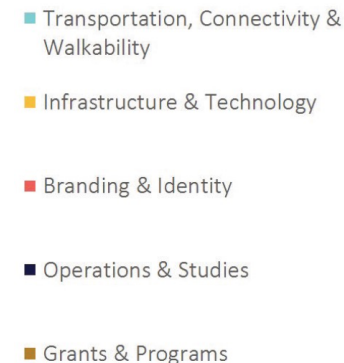 Transportation, Connectivity &
Walkability
Infrastructure & Technology
Branding & Identity
Operations & Studies
Grants & Programs